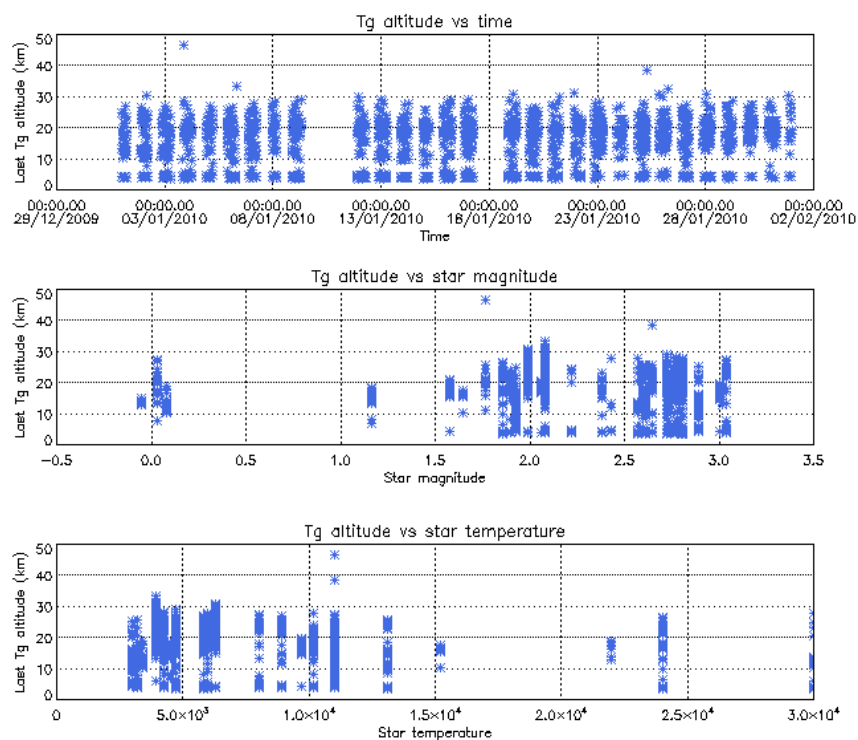 Tg altitude vs time
Last Tg altitude (km)
50
40
30
20
10
0
00:00.00 00:00.00 00:00.00 00:00.00 00:00.00 00:00.00 00:00.00 00:00.00
29/12/2009 03/01/2010 08/01/2010 13/01/2010 18/01/2010 23/01/2010 28/01/2010 02/02/2010
Time
Tg altitude vs star magnitude
Last Tg altitude (km)
50
40
30
20
10
0
-0.5 0.0 0.5 1.0 1.5 2.0 2.5 3.0 3.5
Star magnitude
Tg altitude vs star temperature
Last Tg altitude (km)
50
40
30
20
10
0
0 5.0×10³ 1.0×10⁴ 1.5×10⁴ 2.0×10⁴ 2.5×10⁴ 3.0×10⁴
Star temperature